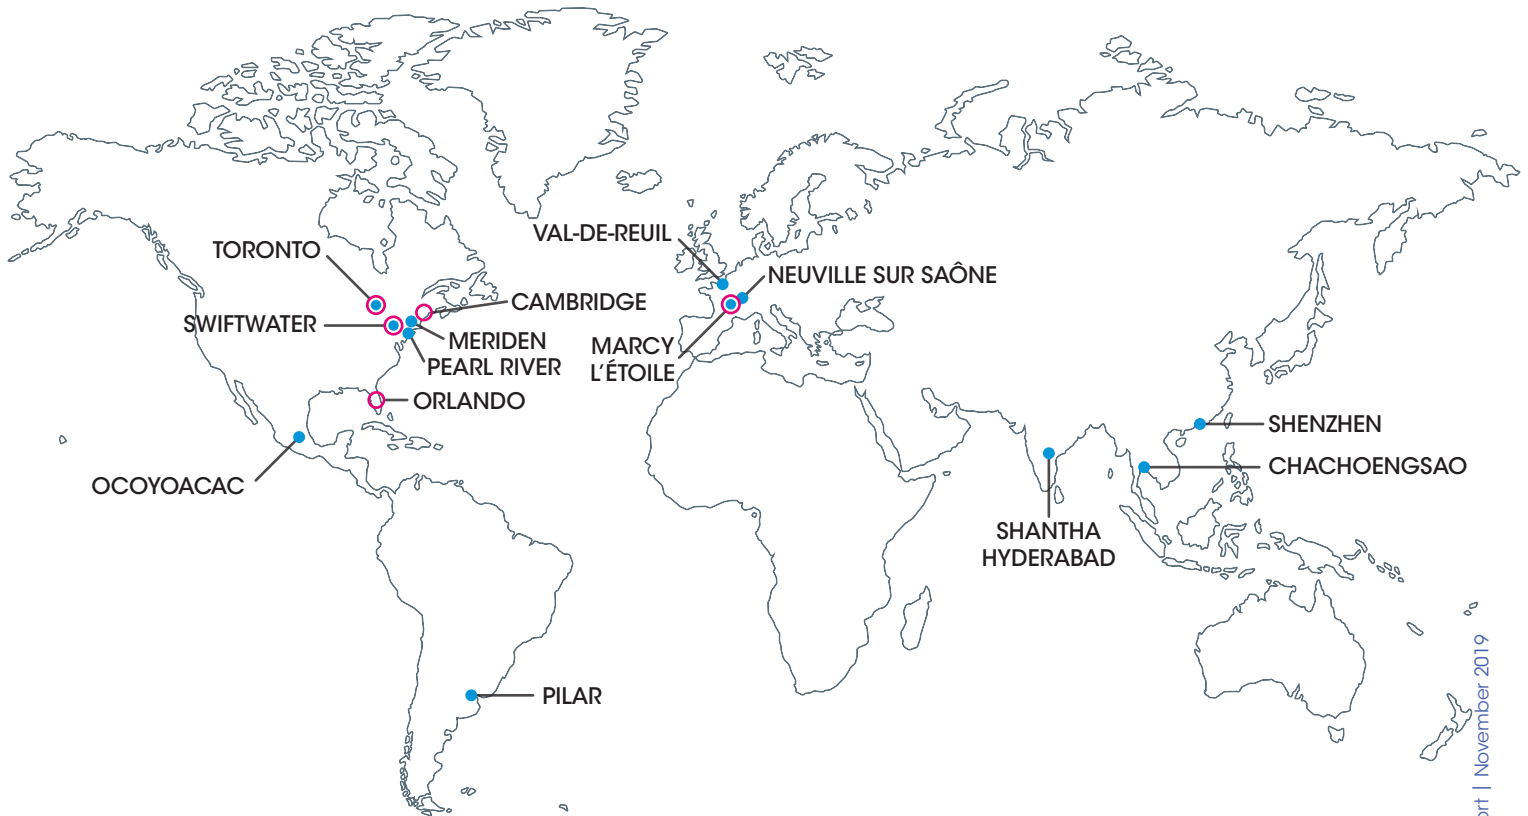 VAL-DE-REUIL
TORONTO
NEUVILLE SUR SAÔNE
CAMBRIDGE
SWIFTWATER
MERIDEN
MARCY
L'ÉTOILE
PEARL RIVER
ORLANDO
SHENZHEN
CHACHOENGSAO
OCOYOACAC
SHANTHA
HYDERABAD
PILAR
| November 2019